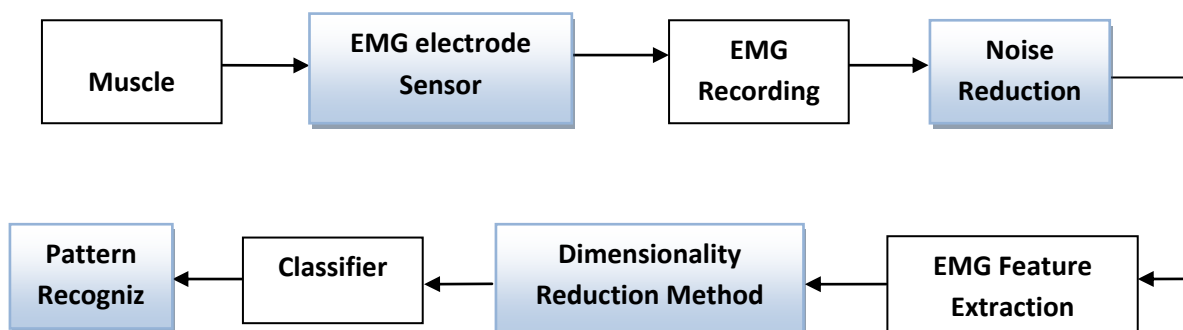 Muscle
EMG electrode
Sensor
EMG
Recording
Noise
Reduction
EMG Feature
Extraction
Dimensionality
Reduction Method
Classifier
Pattern
Recogniz